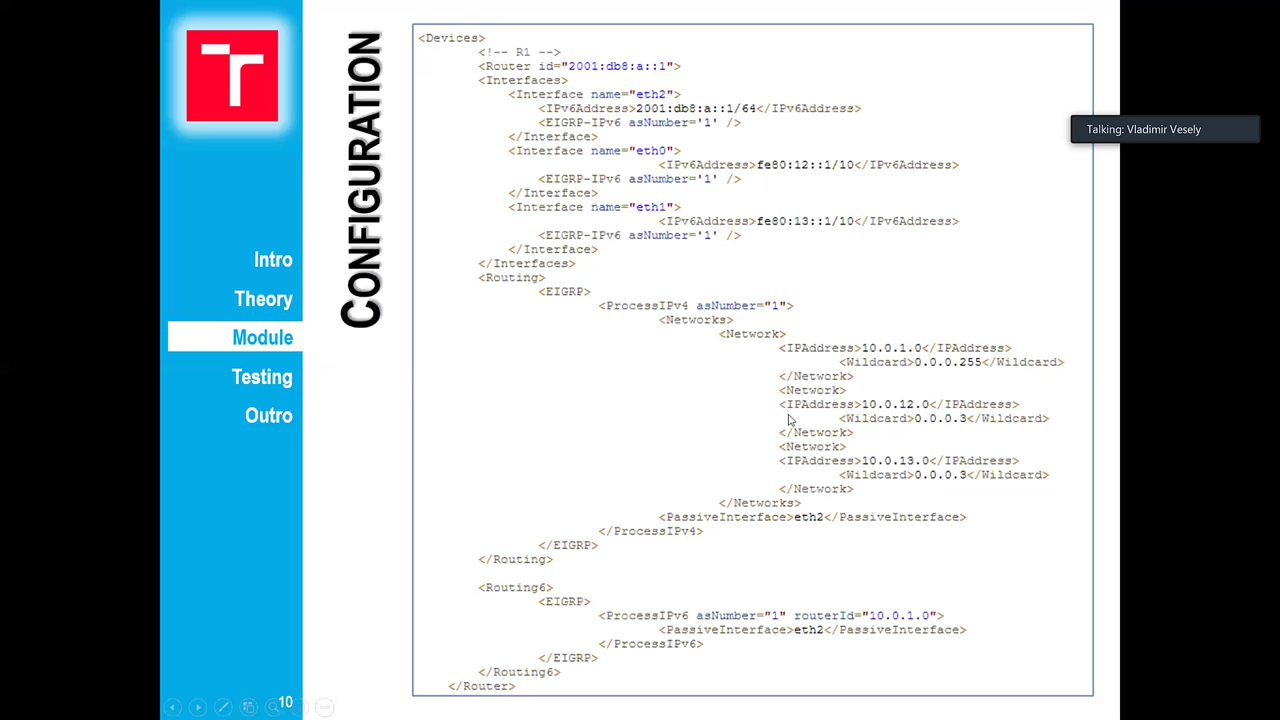 Intro
Theory
Module
Testing
Outro
10
CONFIGURATION
<Devices>
<!-- R1 -->
<Router id="2001:db8:a::1">
<Interfaces>
<Interface name="eth2">
<IPv6Address>2001:db8:a::1/64</IPv6Address>
<EIGRP-IPv6 asNumber='1' />
</Interface>
<Interface name="eth0">
<IPv6Address>fe80:12::1/10</IPv6Address>
<EIGRP-IPv6 asNumber='1' />
</Interface>
<Interface name="eth1">
<IPv6Address>fe80:13::1/10</IPv6Address>
<EIGRP-IPv6 asNumber='1' />
</Interface>
</Interfaces>
<Routing>
<EIGRP>
<ProcessIPv4 asNumber="1">
<Networks>
<Network>
<IPAddress>10.0.1.0</IPAddress>
<Wildcard>0.0.0.255</Wildcard>
</Network>
<Network>
<IPAddress>10.0.12.0</IPAddress>
<Wildcard>0.0.0.3</Wildcard>
</Network>
<Network>
<IPAddress>10.0.13.0</IPAddress>
<Wildcard>0.0.0.3</Wildcard>
</Network>
</Networks>
<PassiveInterface>eth2</PassiveInterface>
</ProcessIPv4>
</EIGRP>
</Routing>
<Routing6>
<EIGRP>
<ProcessIPv6 asNumber="1" routerId="10.0.1.0">
<PassiveInterface>eth2</PassiveInterface>
</ProcessIPv6>
</EIGRP>
</Routing6>
</Router>
Talking: Vladimir Vesely